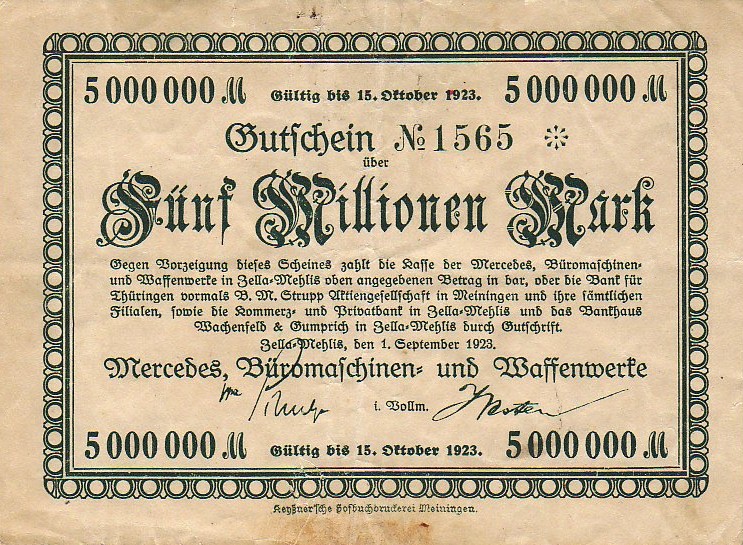 5 000 000 M Gültig bis 15. Oktober 1923. 5 000 000 M
Gutschein № 1565 *
über
Fünf Millionen Mark
Gegen Vorzeigung dieses Scheines zahlt die Kasse der Mercedes, Büromaschinen-
und Waffenwerke in Zella-Mehlis oben angegebenen Betrag in bar, oder die Bank für
Thüringen vormals B. M. Strupp Aktiengesellschaft in Meiningen und ihre sämtlichen
Filialen, sowie die Kommerz- und Privatbank in Zella-Mehlis und das Bankhaus
Wachenfeld & Gumprich in Zella-Mehlis durch Gutschrift.
Zella-Mehlis, den 1. September 1923.
Mercedes, Büromaschinen- und Waffenwerke
i. Vollm.
5 000 000 M Gültig bis 15. Oktober 1923. 5 000 000 M
Keyßner'sche Hofbuchdruckerei Meiningen.